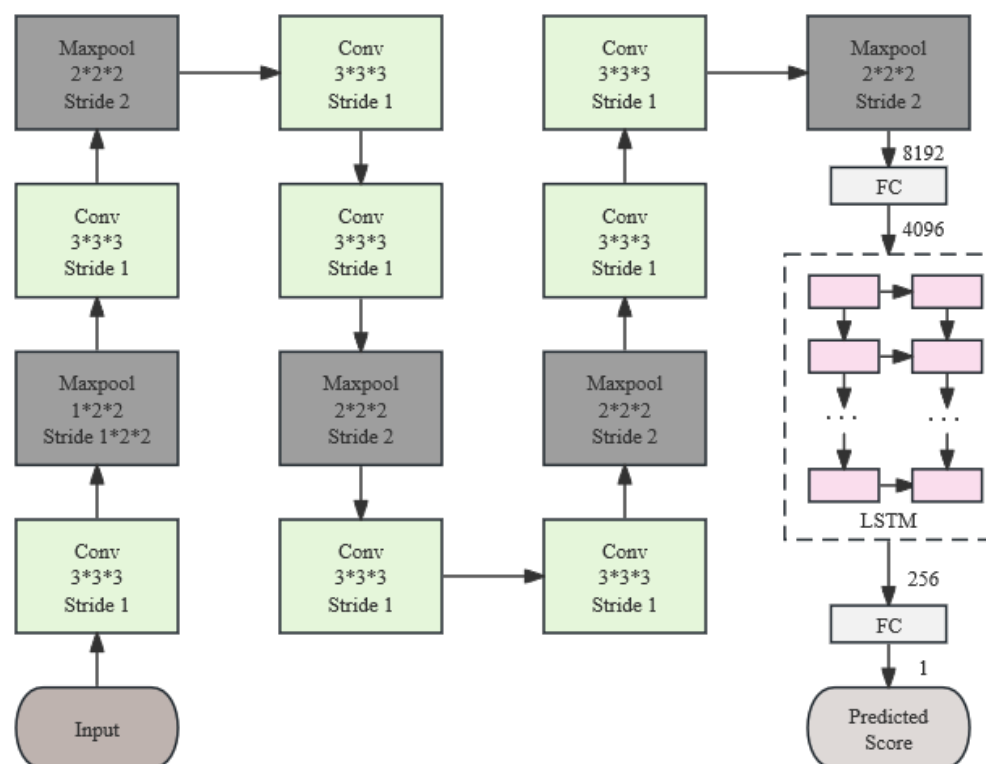 Maxpool
2*2*2
Stride 2
Conv
3*3*3
Stride 1
Maxpool
1*2*2
Stride 1*2*2
Conv
3*3*3
Stride 1
Input
Conv
3*3*3
Stride 1
Conv
3*3*3
Stride 1
Maxpool
2*2*2
Stride 2
Conv
3*3*3
Stride 1
Conv
3*3*3
Stride 1
Conv
3*3*3
Stride 1
Maxpool
2*2*2
Stride 2
Conv
3*3*3
Stride 1
Maxpool
2*2*2
Stride 2
8192
FC
4096
... ...
LSTM
256
FC
1
Predicted
Score